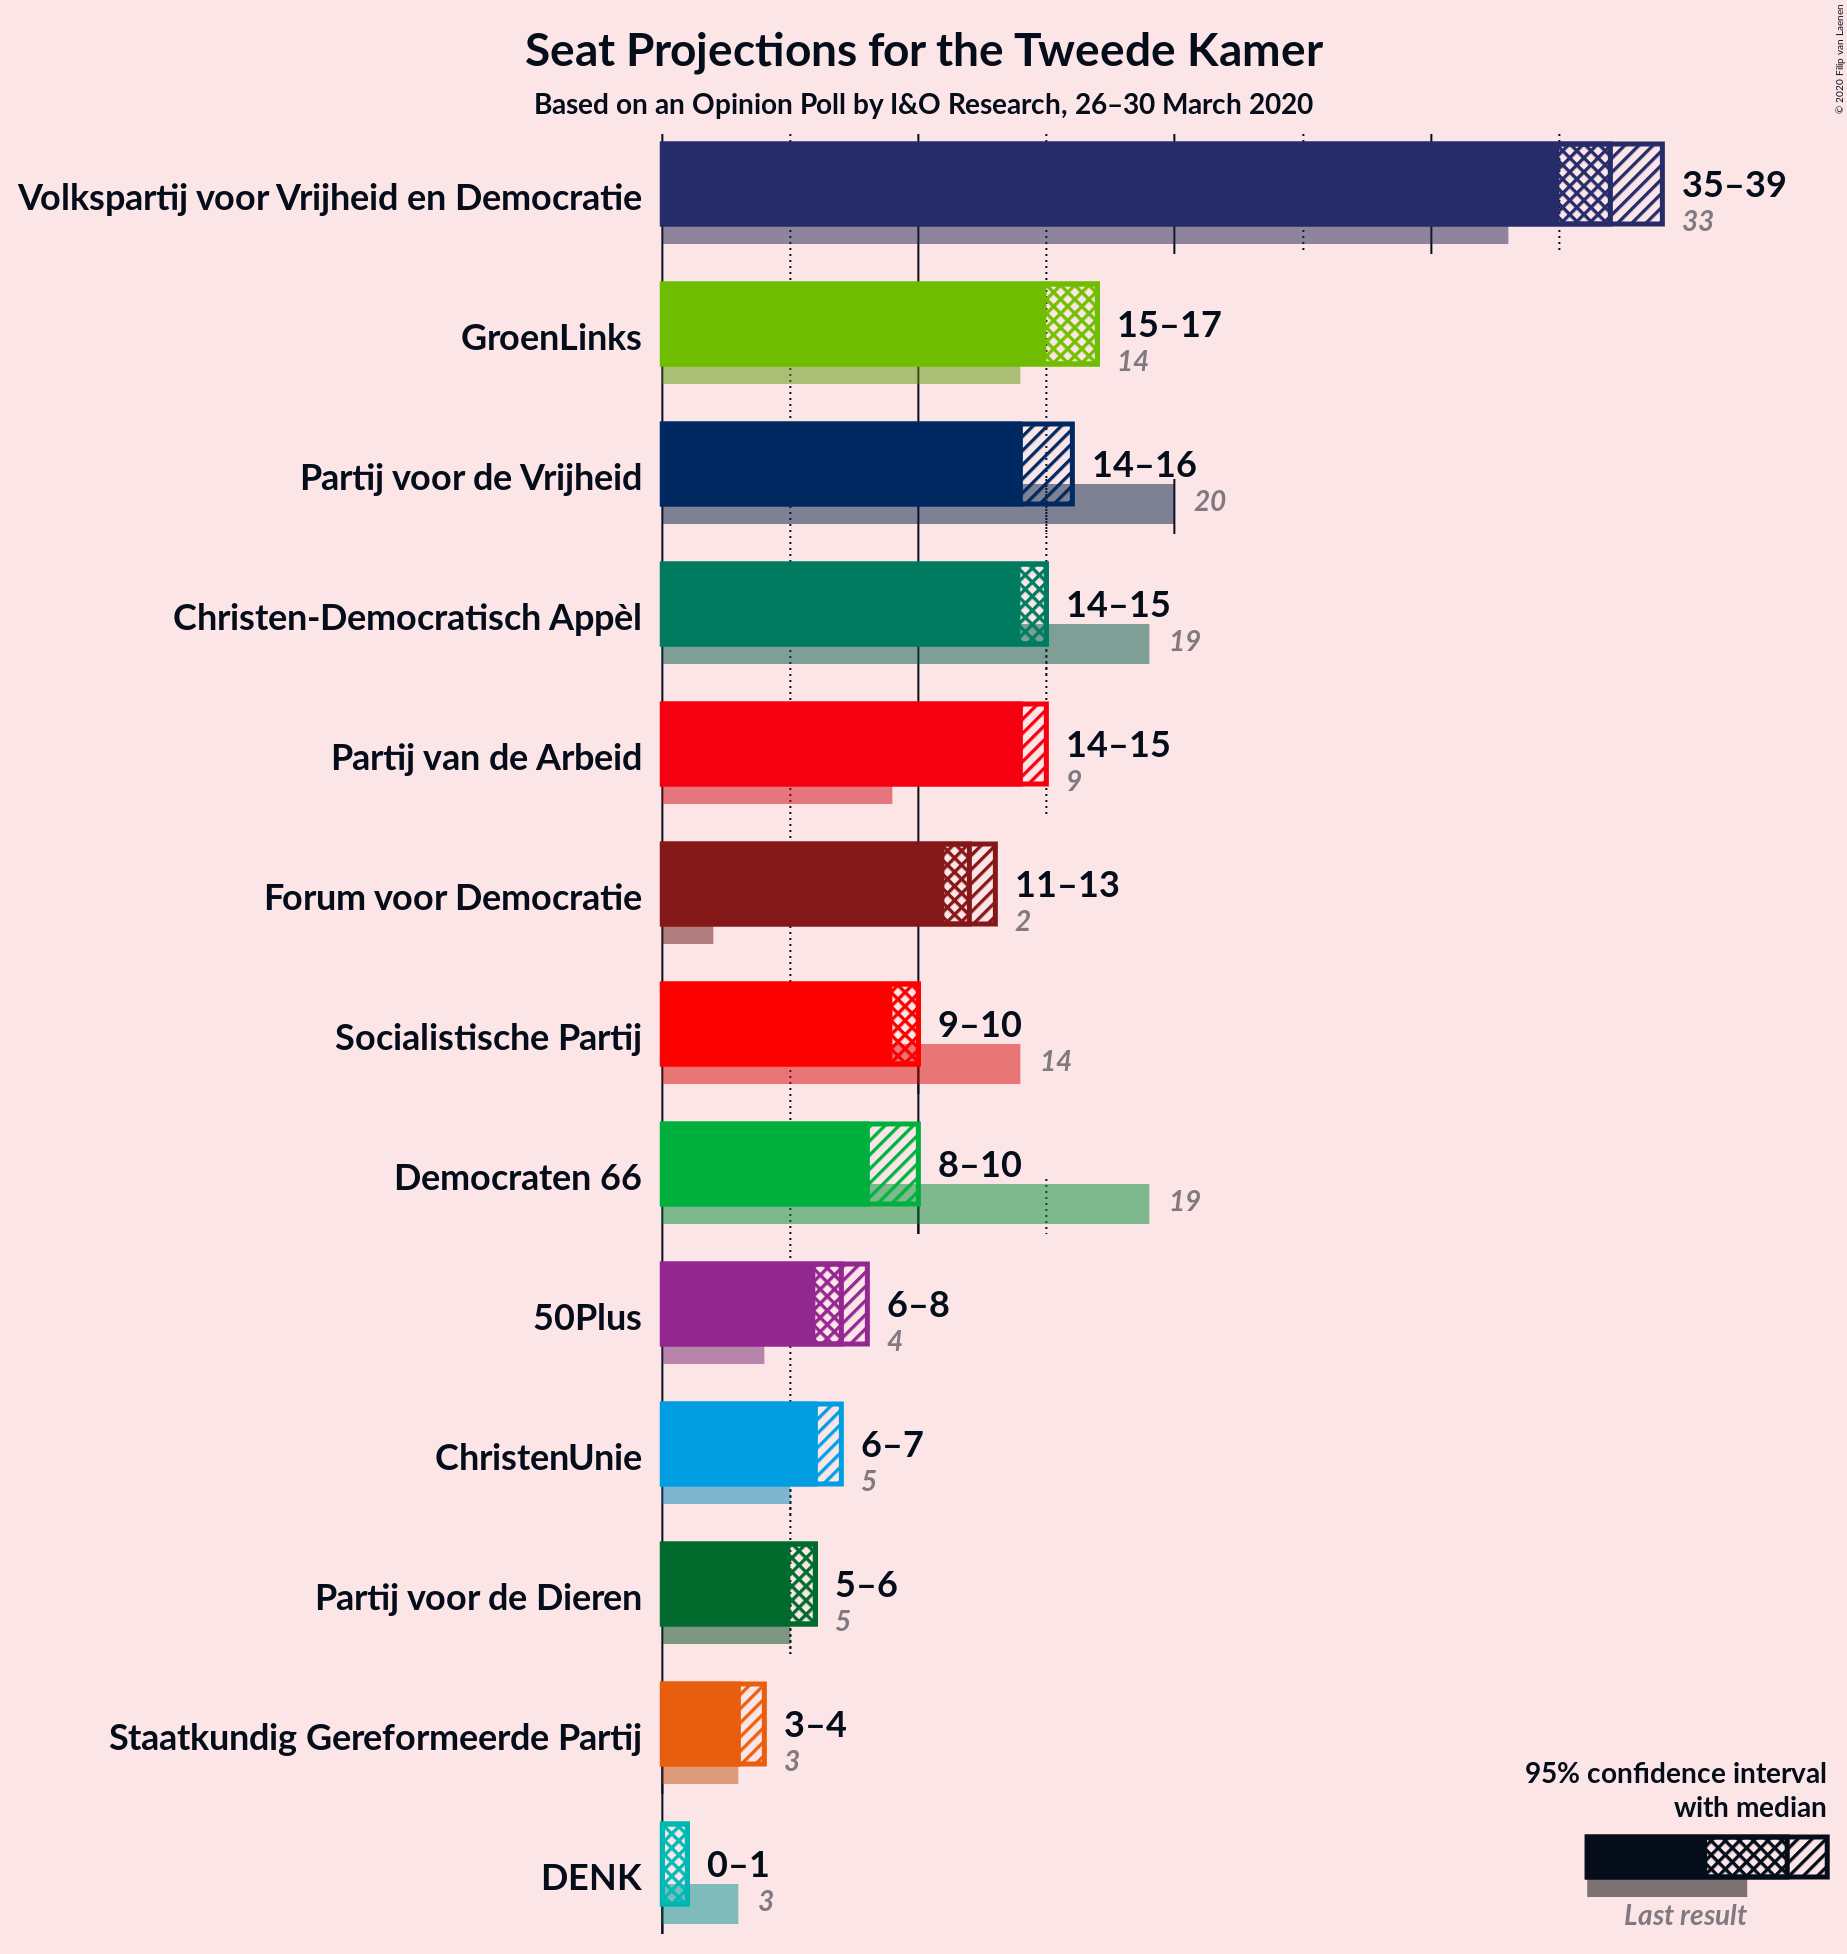 Seat Projections for the Tweede Kamer
Based on an Opinion Poll by I&O Research, 26–30 March 2020
© 2020 Filip van Laenen
Volkspartij voor Vrijheid en Democratie
35–39
33
GroenLinks
15–17
14
Partij voor de Vrijheid
14–16
20
Christen-Democratisch Appèl
14–15
19
Partij van de Arbeid
14–15
9
Forum voor Democratie
11–13
2
Socialistische Partij
9–10
14
Democraten 66
8–10
19
50Plus
6–8
4
ChristenUnie
6–7
5
Partij voor de Dieren
5–6
5
Staatkundig Gereformeerde Partij
3–4
3
DENK
0–1
3
95% confidence interval
with median
Last result